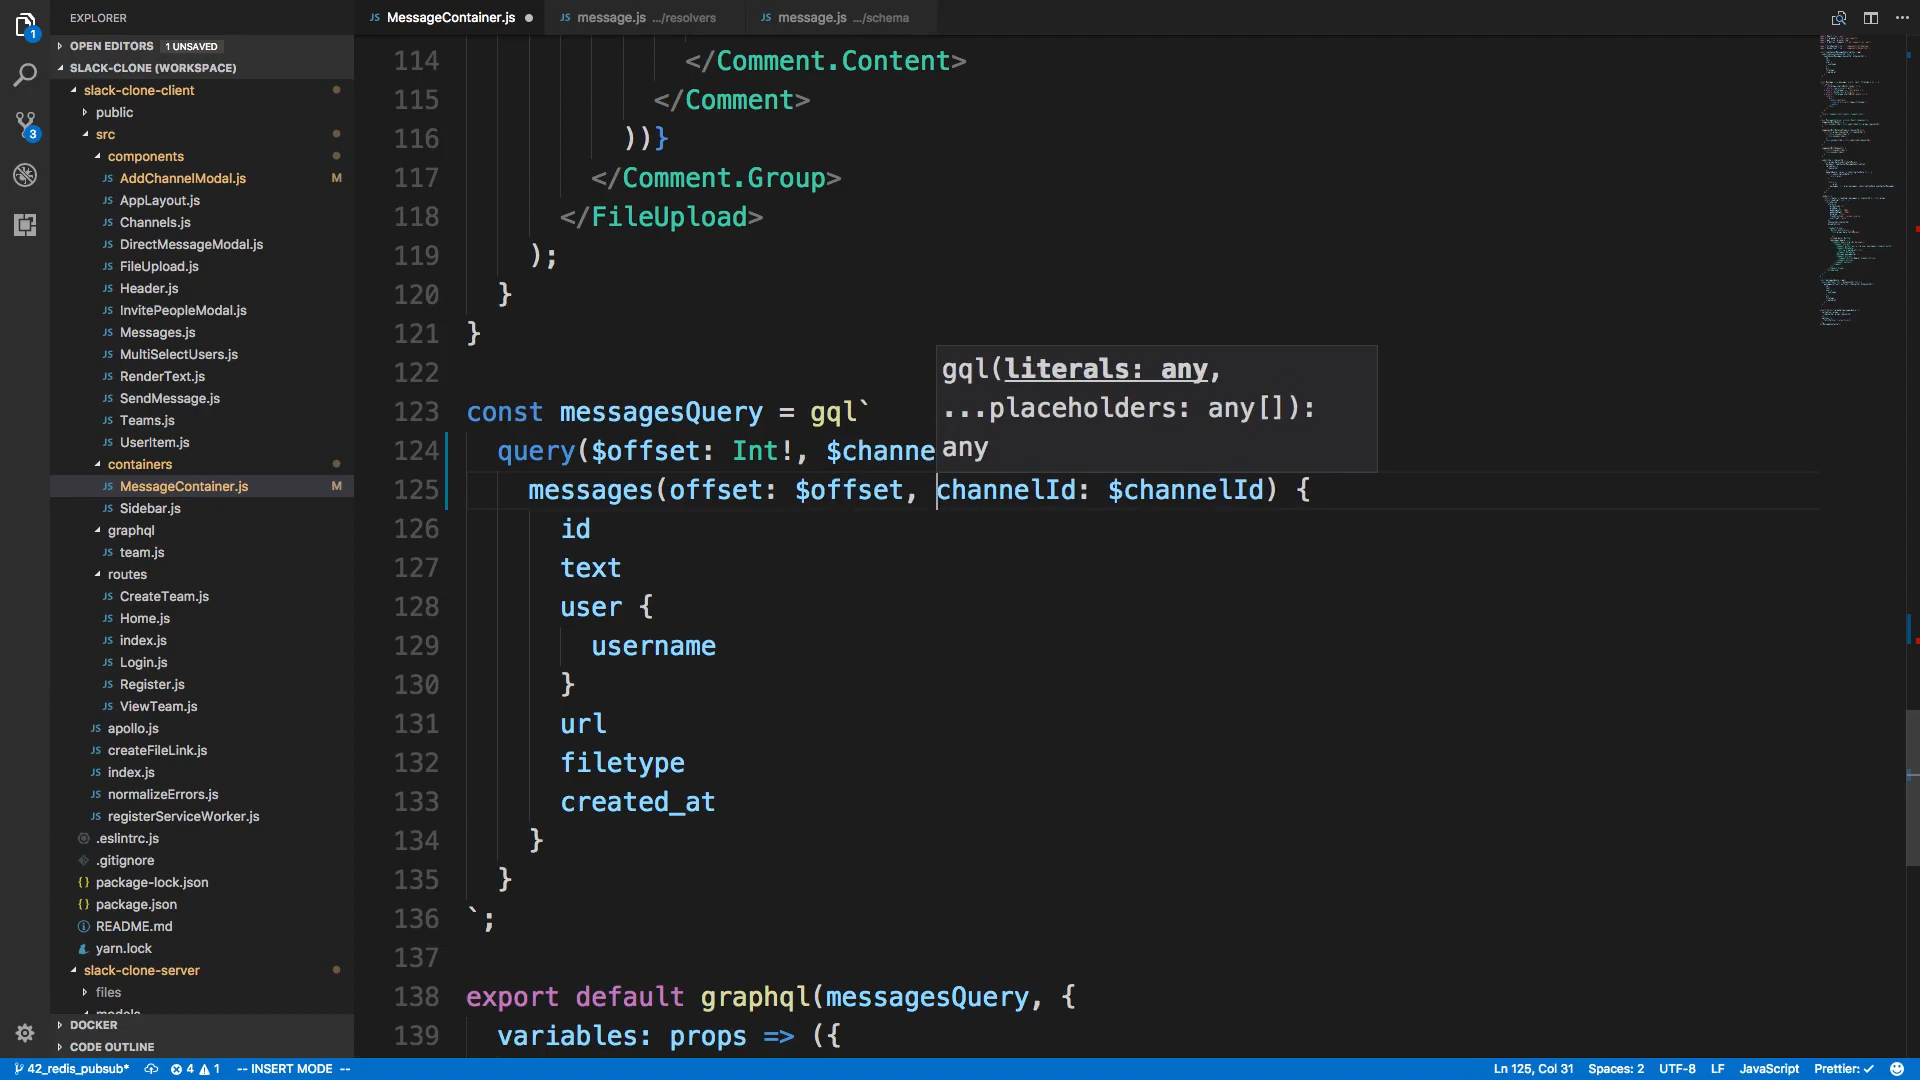 EXPLORER
OPEN EDITORS 1 UNSAVED
SLACK-CLONE (WORKSPACE)
slack-clone-client
public
src
components
JS AddChannelModal.js M
JS AppLayout.js
JS Channels.js
JS DirectMessageModal.js
JS FileUpload.js
JS Header.js
JS InvitePeopleModal.js
JS Messages.js
JS MultiSelectUsers.js
JS RenderText.js
JS SendMessage.js
JS Teams.js
JS UserItem.js
containers
JS MessageContainer.js M
JS Sidebar.js
graphql
JS team.js
routes
JS CreateTeam.js
JS Home.js
JS index.js
JS Login.js
JS Register.js
JS ViewTeam.js
JS apollo.js
JS createFileLink.js
JS index.js
JS normalizeErrors.js
JS registerServiceWorker.js
.eslintrc.js
.gitignore
{} package-lock.json
{} package.json
README.md
yarn.lock
slack-clone-server
files
models
DOCKER
CODE OUTLINE
1
3
JS MessageContainer.js
JS message.js .../resolvers
JS message.js .../schema
114 </Comment.Content>
115 </Comment>
116 ))}
117 </Comment.Group>
118 </FileUpload>
119 );
120 }
121 }
122
123 const messagesQuery = gql`
124 query($offset: Int!, $channe
125 messages(offset: $offset, channelId: $channelId) {
126 id
127 text
128 user {
129 username
130 }
131 url
132 filetype
133 created_at
134 }
135 }
136 `;
137
138 export default graphql(messagesQuery, {
139 variables: props => ({
gql(literals: any,
...placeholders: any[]):
any
42_redis_pubsub* 4 1 -- INSERT MODE -- Ln 125, Col 31 Spaces: 2 UTF-8 LF JavaScript Prettier: ✓